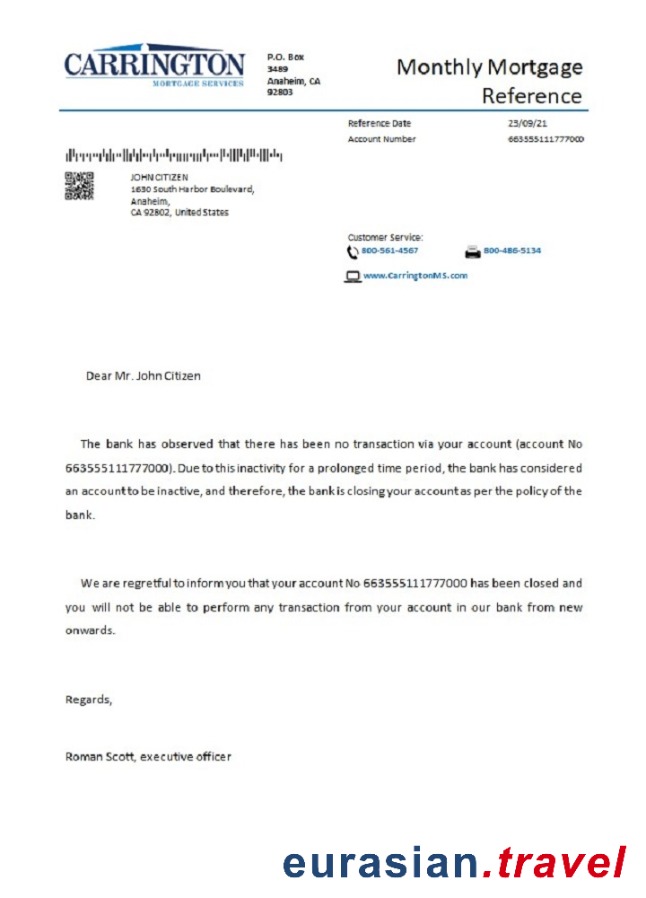 CARRINGTON
MORTGAGE SERVICES
P.O. Box
3489
Anaheim, CA
92803
Monthly Mortgage
Reference
Reference Date 23/09/21
Account Number 663555111777000
JOHN CITIZEN
1630 South Harbor Boulevard,
Anaheim,
CA 92802, United States
Customer Service:
800-561-4567 800-486-5134
www.CarringtonMS.com
Dear Mr. John Citizen
The bank has observed that there has been no transaction via your account (account No
663555111777000). Due to this inactivity for a prolonged time period, the bank has considered
an account to be inactive, and therefore, the bank is closing your account as per the policy of the
bank.
We are regretful to inform you that your account No 663555111777000 has been closed and
you will not be able to perform any transaction from your account in our bank from new
onwards.
Regards,
Roman Scott, executive officer
eurasian.travel